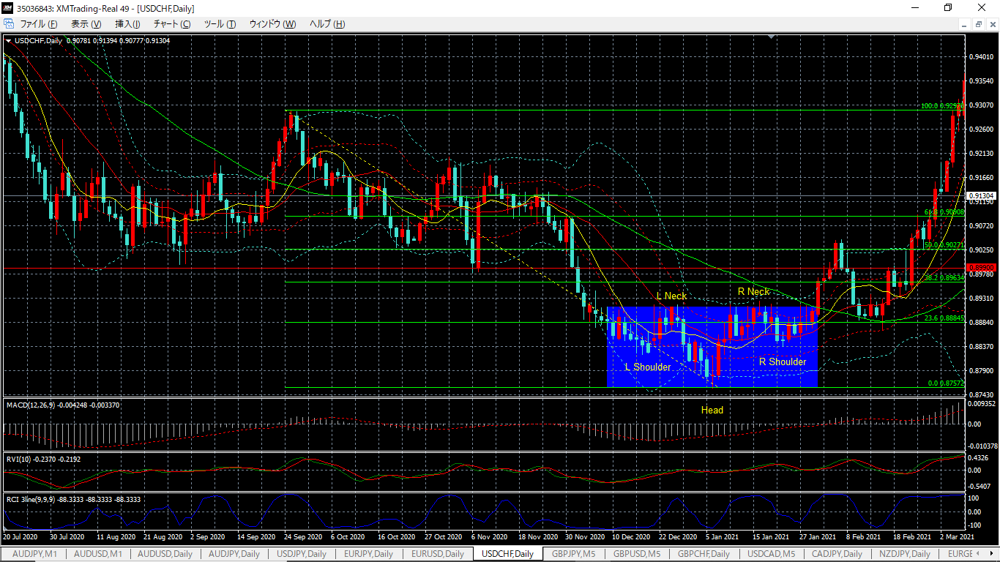 35036843: XMTrading-Real 49 - [USDCHF,Daily]
ファイル (F) 表示 (V) 挿入(I) チャート (C) ツール (T) ウィンドウ (W) ヘルプ (H)
USDCHF,Daily 0.90781 0.91394 0.90777 0.91304
0.94010
0.93540
0.93070
100.0
0.92600
0.92130
0.91660
0.91304
0.91190
0.90720
0.90250
50.0 0.90271
0.89780
38.2 0.89634
0.89310
L Neck
R Neck
23.6 0.88845
0.88840
0.88370
L Shoulder
R Shoulder
0.87900
0.0 0.87572
0.87430
MACD(12,26,9) -0.004248 -0.003370
Head
0.009352
0.00
-0.010378
RVI(10) -0.2370 -0.2192
0.4326
0.00
-0.5407
RCI 3line(9,9,9) -88.3333 -88.3333 -88.3333
100
0.00
-100
20 Jul 2020 30 Jul 2020 11 Aug 2020 21 Aug 2020 2 Sep 2020 14 Sep 2020 24 Sep 2020 6 Oct 2020 16 Oct 2020 27 Oct 2020 6 Nov 2020 18 Nov 2020 30 Nov 2020 10 Dec 2020 22 Dec 2020 5 Jan 2021 15 Jan 2021 27 Jan 2021 8 Feb 2021 18 Feb 2021 2 Mar 2021
AUDJPY,M1 AUDUSD,M1 AUDUSD,Daily AUDJPY,Daily USDJPY,Daily EURJPY,Daily EURUSD,Daily USDCHF,Daily GBPJPY,M5 GBPUSD,M5 GBPCHF,Daily USDCAD,M5 CADJPY,Daily NZDJPY,Daily EURGE